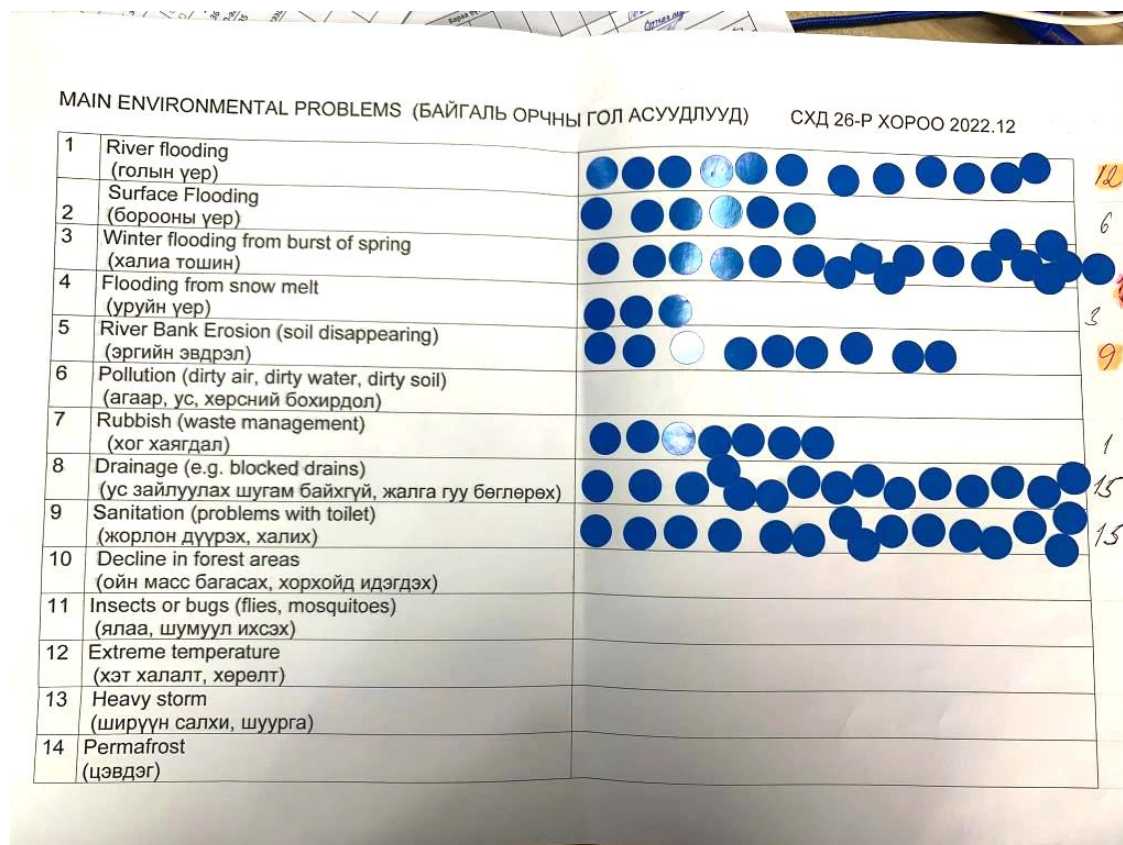 MAIN ENVIRONMENTAL PROBLEMS (БАЙГАЛЬ ОРЧНЫ ГОЛ АСУУДЛУУД) СХД 26-Р ХОРОО 2022.12
1 River flooding
(голын үер) 12
Surface Flooding
2 (борооны үер) 6
3 Winter flooding from burst of spring
(халиа тошин)
4 Flooding from snow melt
(уруйн үер) 3
5 River Bank Erosion (soil disappearing)
(эргийн эвдрэл) 9
6 Pollution (dirty air, dirty water, dirty soil)
(агаар, ус, хөрсний бохирдол)
7 Rubbish (waste management)
(хог хаягдал) 1
8 Drainage (e.g. blocked drains)
(ус зайлуулах шугам байхгүй, жалга гуу бөглөрөх) 15
9 Sanitation (problems with toilet)
(жорлон дүүрэх, халих) 15
10 Decline in forest areas
(ойн масс багасах, хорхойд идэгдэх)
11 Insects or bugs (flies, mosquitoes)
(ялаа, шумуул ихсэх)
12 Extreme temperature
(хэт халалт, хөрөлт)
13 Heavy storm
(ширүүн салхи, шуурга)
14 Permafrost
(цэвдэг)